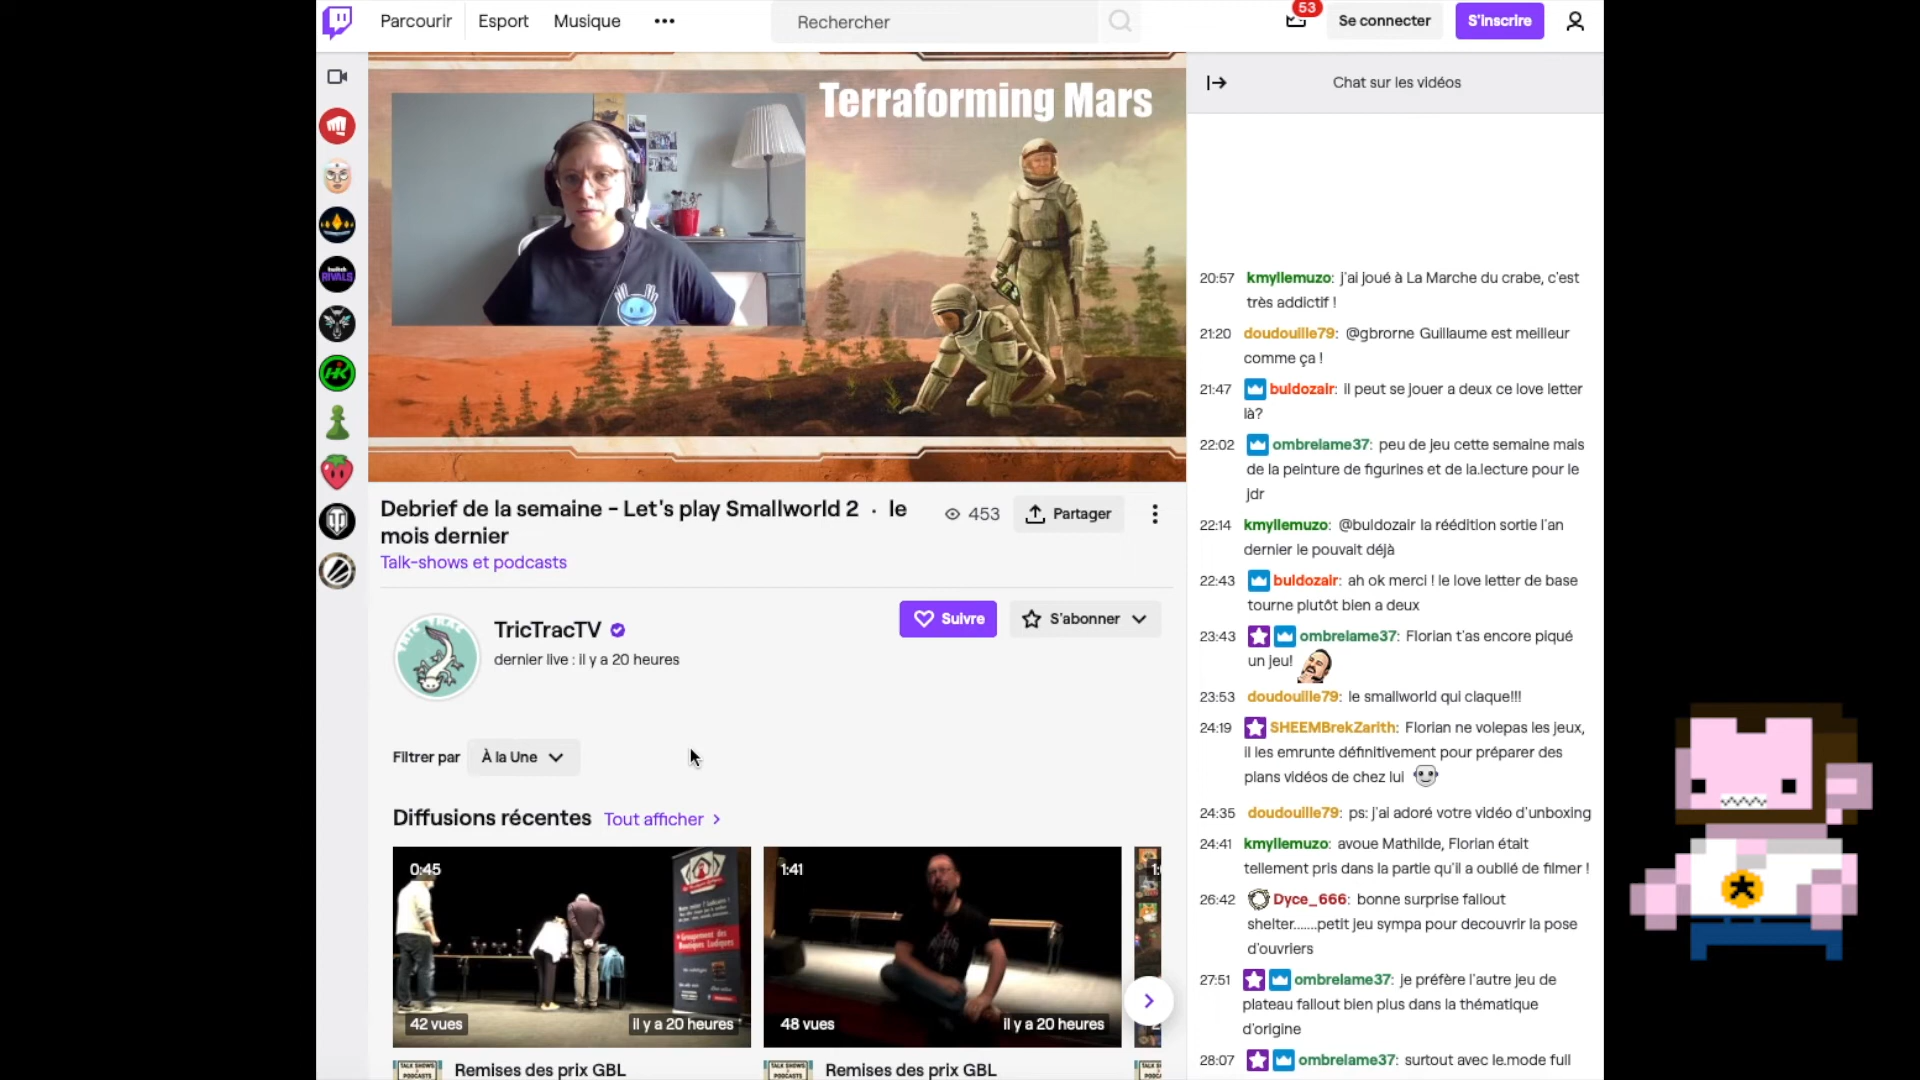 Parcourir
Esport
Musique
Rechercher
53
Se connecter
S'inscrire
Terraforming Mars
Debrief de la semaine - Let's play Smallworld 2 · le
mois dernier
453
Partager
Talk-shows et podcasts
TricTracTV
dernier live : il y a 20 heures
Suivre
S'abonner
Filtrer par
À la Une
Diffusions récentes
Tout afficher
0:45
42 vues
il y a 20 heures
1:41
48 vues
il y a 20 heures
TALK SHOWS
PODCASTS
Remises des prix GBL
TALK SHOWS
PODCASTS
Remises des prix GBL
Chat sur les vidéos
20:57 kmyllemuzo: j'ai joué à La Marche du crabe, c'est
très addictif !
21:20 doudouille79: @gbrorne Guillaume est meilleur
comme ça !
21:47 buldozair: il peut se jouer a deux ce love letter
là?
22:02 ombrelame37: peu de jeu cette semaine mais
de la peinture de figurines et de la.lecture pour le
jdr
22:14 kmyllemuzo: @buldozair la réédition sortie l'an
dernier le pouvait déjà
22:43 buldozair: ah ok merci ! le love letter de base
tourne plutôt bien a deux
23:43 ombrelame37: Florian t'as encore piqué
un jeu!
23:53 doudouille79: le smallworld qui claque!!!
24:19 SHEEMBrekZarith: Florian ne volepas les jeux,
il les emrunte définitivement pour préparer des
plans vidéos de chez lui
24:35 doudouille79: ps: j'ai adoré votre vidéo d'unboxing
24:41 kmyllemuzo: avoue Mathilde, Florian était
tellement pris dans la partie qu'il a oublié de filmer !
26:42 Dyce_666: bonne surprise fallout
shelter.......petit jeu sympa pour decouvrir la pose
d'ouvriers
27:51 ombrelame37: je préfère l'autre jeu de
plateau fallout bien plus dans la thématique
d'origine
28:07 ombrelame37: surtout avec le.mode full